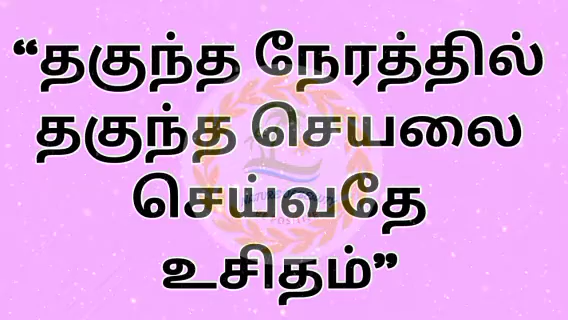 “தகுந்த நேரத்தில்
தகுந்த செயலை
செய்வதே
உசிதம்”